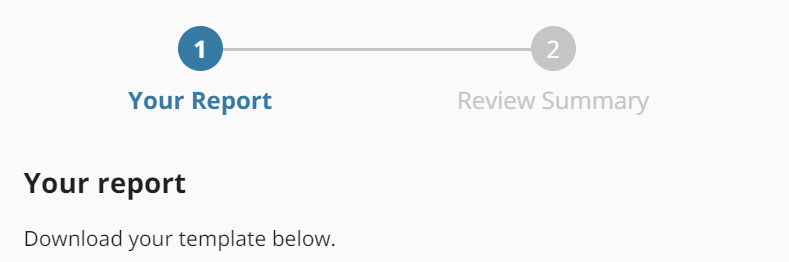 1
2
Your Report
Review Summary
Your report
Download your template below.